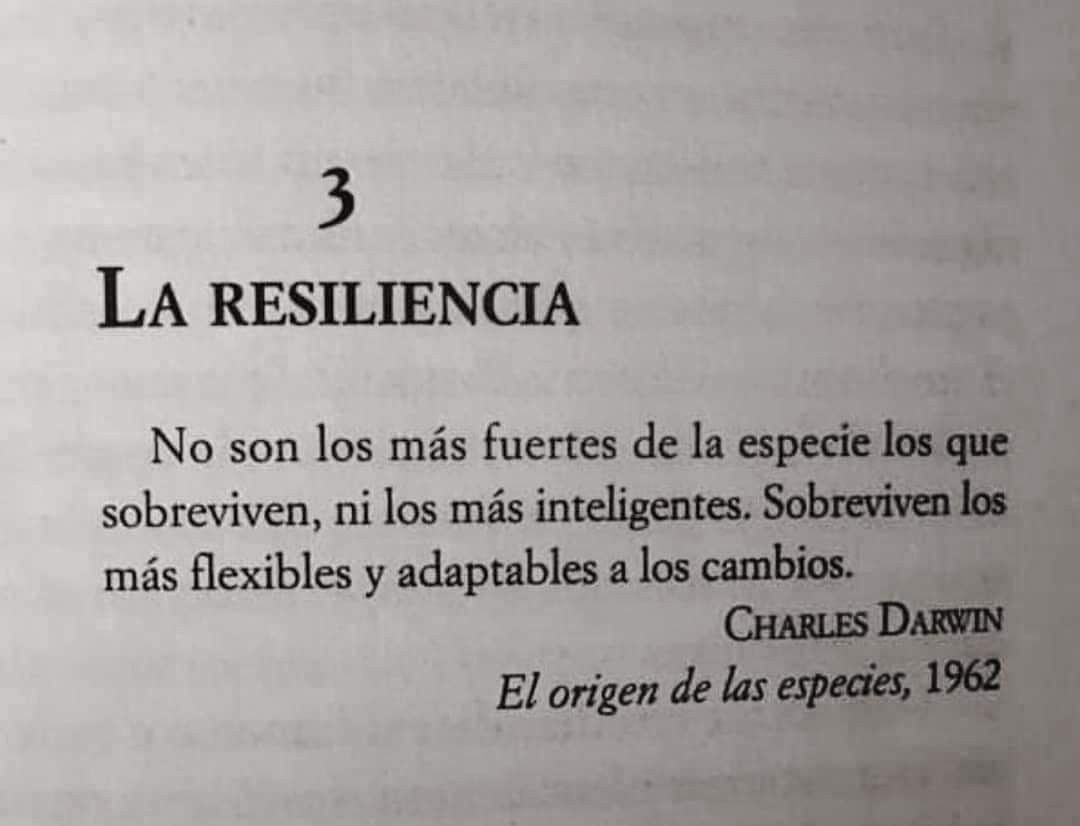 3
LA RESILIENCIA
No son los más fuertes de la especie los que
sobreviven, ni los más inteligentes. Sobreviven los
más flexibles y adaptables a los cambios.
CHARLES DARWIN
El origen de las especies, 1962